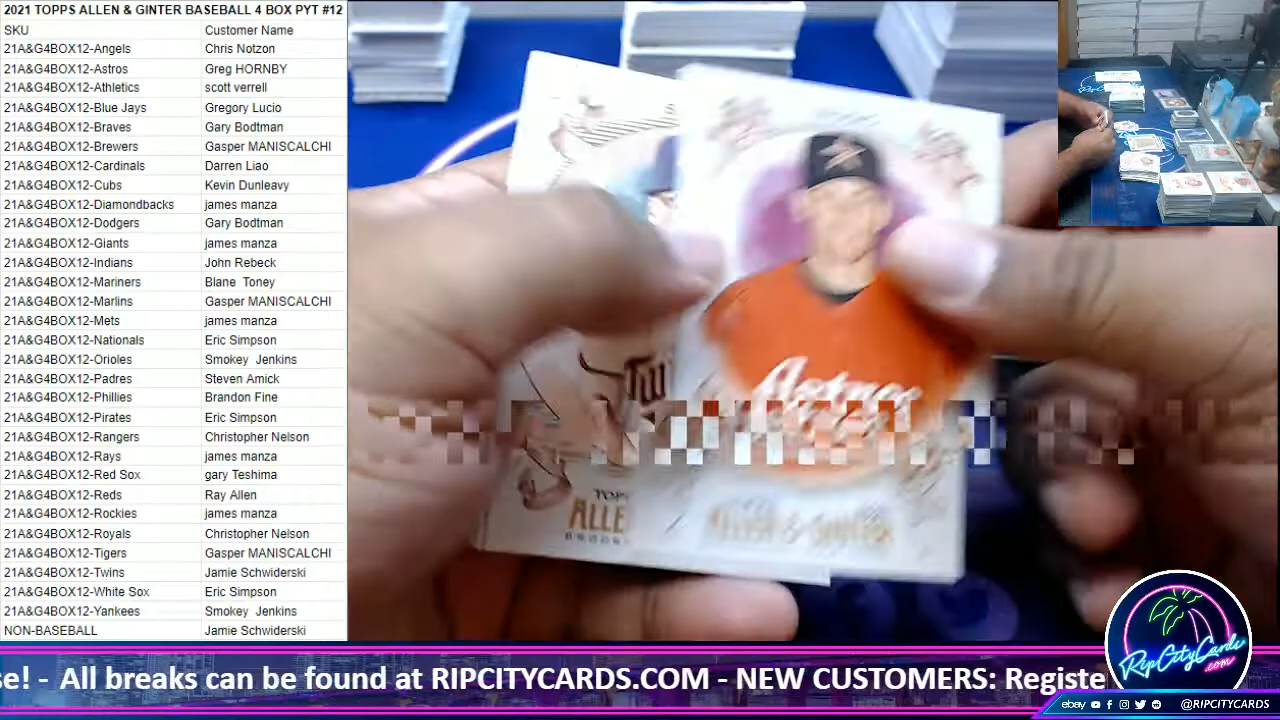 2021 TOPPS ALLEN & GINTER BASEBALL 4 BOX PYT #12
SKU Customer Name
21A&G4BOX12-Angels Chris Notzon
21A&G4BOX12-Astros Greg HORNBY
21A&G4BOX12-Athletics scott verrell
21A&G4BOX12-Blue Jays Gregory Lucio
21A&G4BOX12-Braves Gary Bodtman
21A&G4BOX12-Brewers Gasper MANISCALCHI
21A&G4BOX12-Cardinals Darren Liao
21A&G4BOX12-Cubs Kevin Dunleavy
21A&G4BOX12-Diamondbacks james manza
21A&G4BOX12-Dodgers Gary Bodtman
21A&G4BOX12-Giants james manza
21A&G4BOX12-Indians John Rebeck
21A&G4BOX12-Mariners Blane Toney
21A&G4BOX12-Marlins Gasper MANISCALCHI
21A&G4BOX12-Mets james manza
21A&G4BOX12-Nationals Eric Simpson
21A&G4BOX12-Orioles Smokey Jenkins
21A&G4BOX12-Padres Steven Amick
21A&G4BOX12-Phillies Brandon Fine
21A&G4BOX12-Pirates Eric Simpson
21A&G4BOX12-Rangers Christopher Nelson
21A&G4BOX12-Rays james manza
21A&G4BOX12-Red Sox gary Teshima
21A&G4BOX12-Reds Ray Allen
21A&G4BOX12-Rockies james manza
21A&G4BOX12-Royals Christopher Nelson
21A&G4BOX12-Tigers Gasper MANISCALCHI
21A&G4BOX12-Twins Jamie Schwiderski
21A&G4BOX12-White Sox Eric Simpson
21A&G4BOX12-Yankees Smokey Jenkins
NON-BASEBALL Jamie Schwiderski
Astros
Tw
TOP
ALLE
ALLEN & GINTER
se! - All breaks can be found at RIPCITYCARDS.COM - NEW CUSTOMERS: Registe
RipCityCards
.com
ebay @RIPCITYCARDS